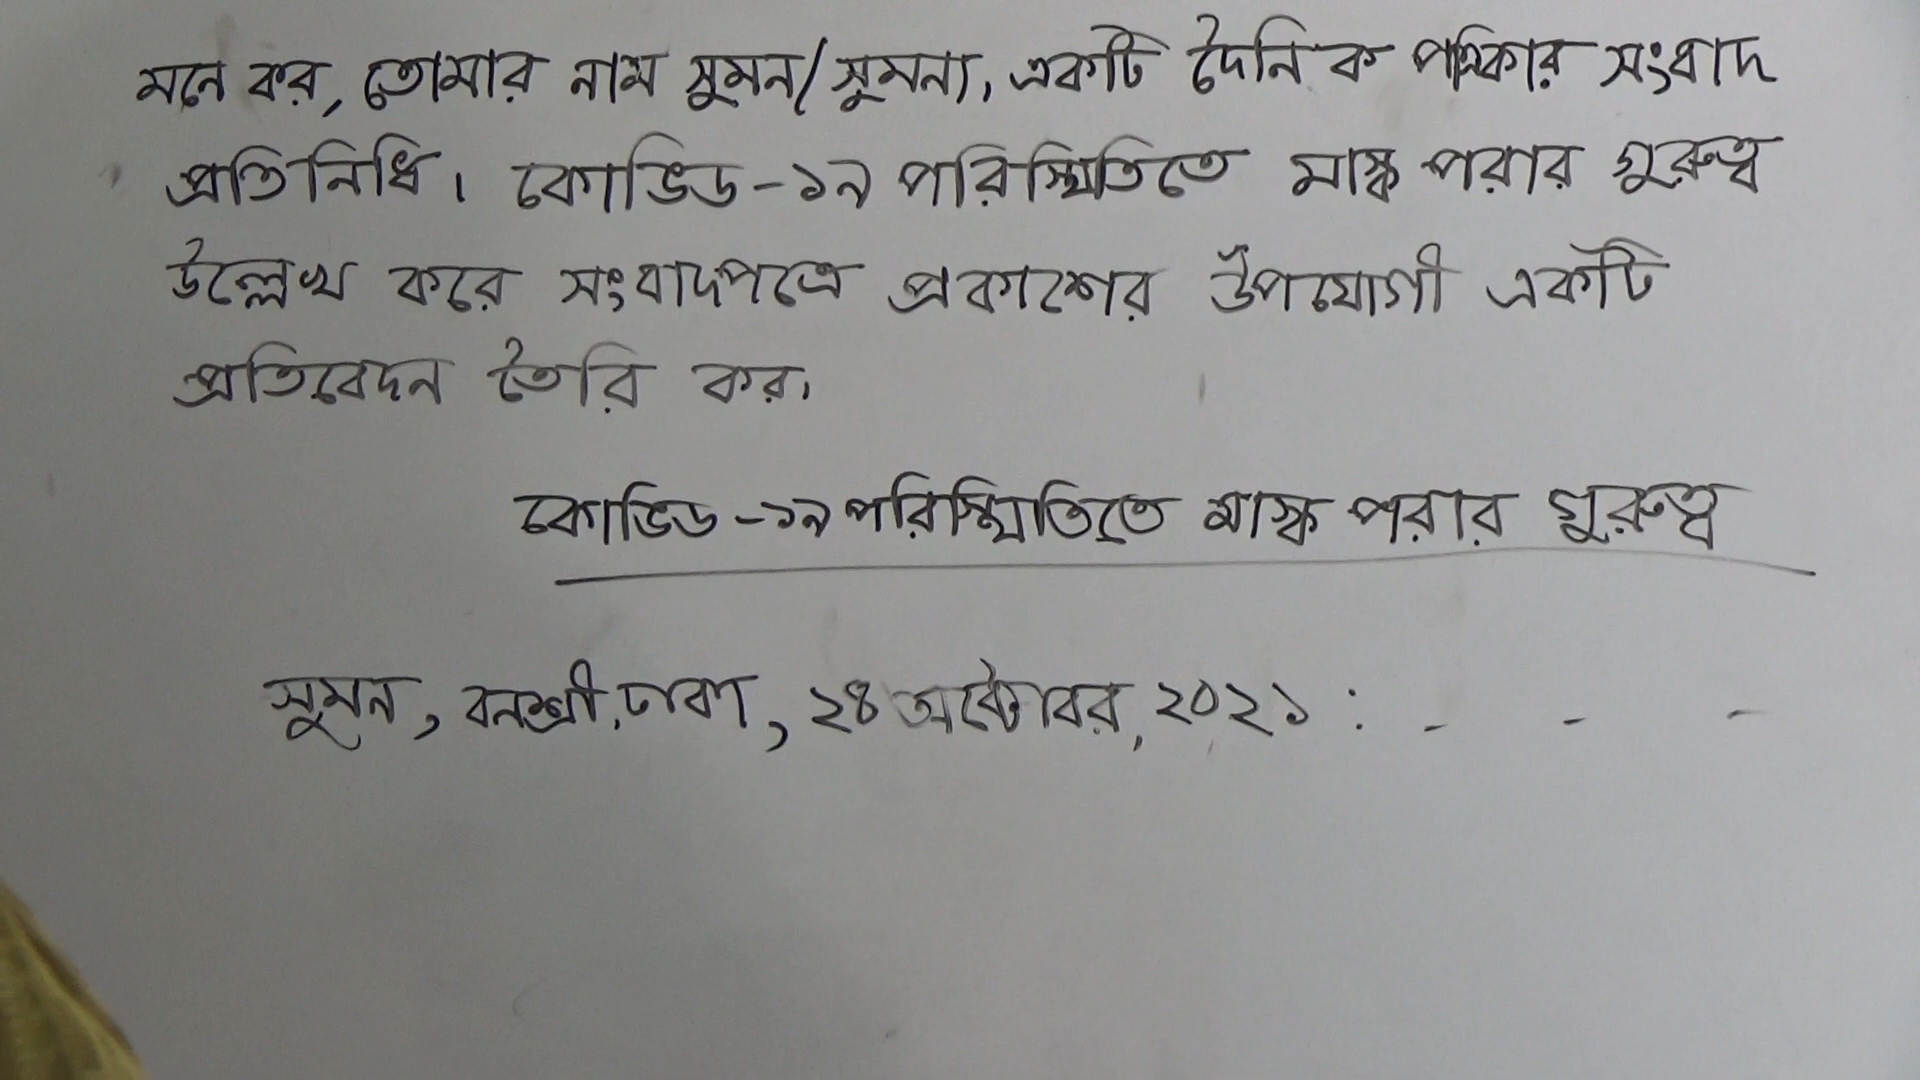 মনে কর, তোমার নাম সুমন/সুমনা, একটি দৈনিক পত্রিকার সংবাদ
প্রতিনিধি। কোভিড-১৯ পরিস্থিতিতে মাস্ক পরার গুরুত্ব
উল্লেখ করে সংবাদপত্রে প্রকাশের উপযোগী একটি
প্রতিবেদন তৈরি কর।
কোভিড-১৯ পরিস্থিতিতে মাস্ক পরার গুরুত্ব
সুমন, বনশ্রী, ঢাকা, ২৪ অক্টোবর, ২০২১ : - - -